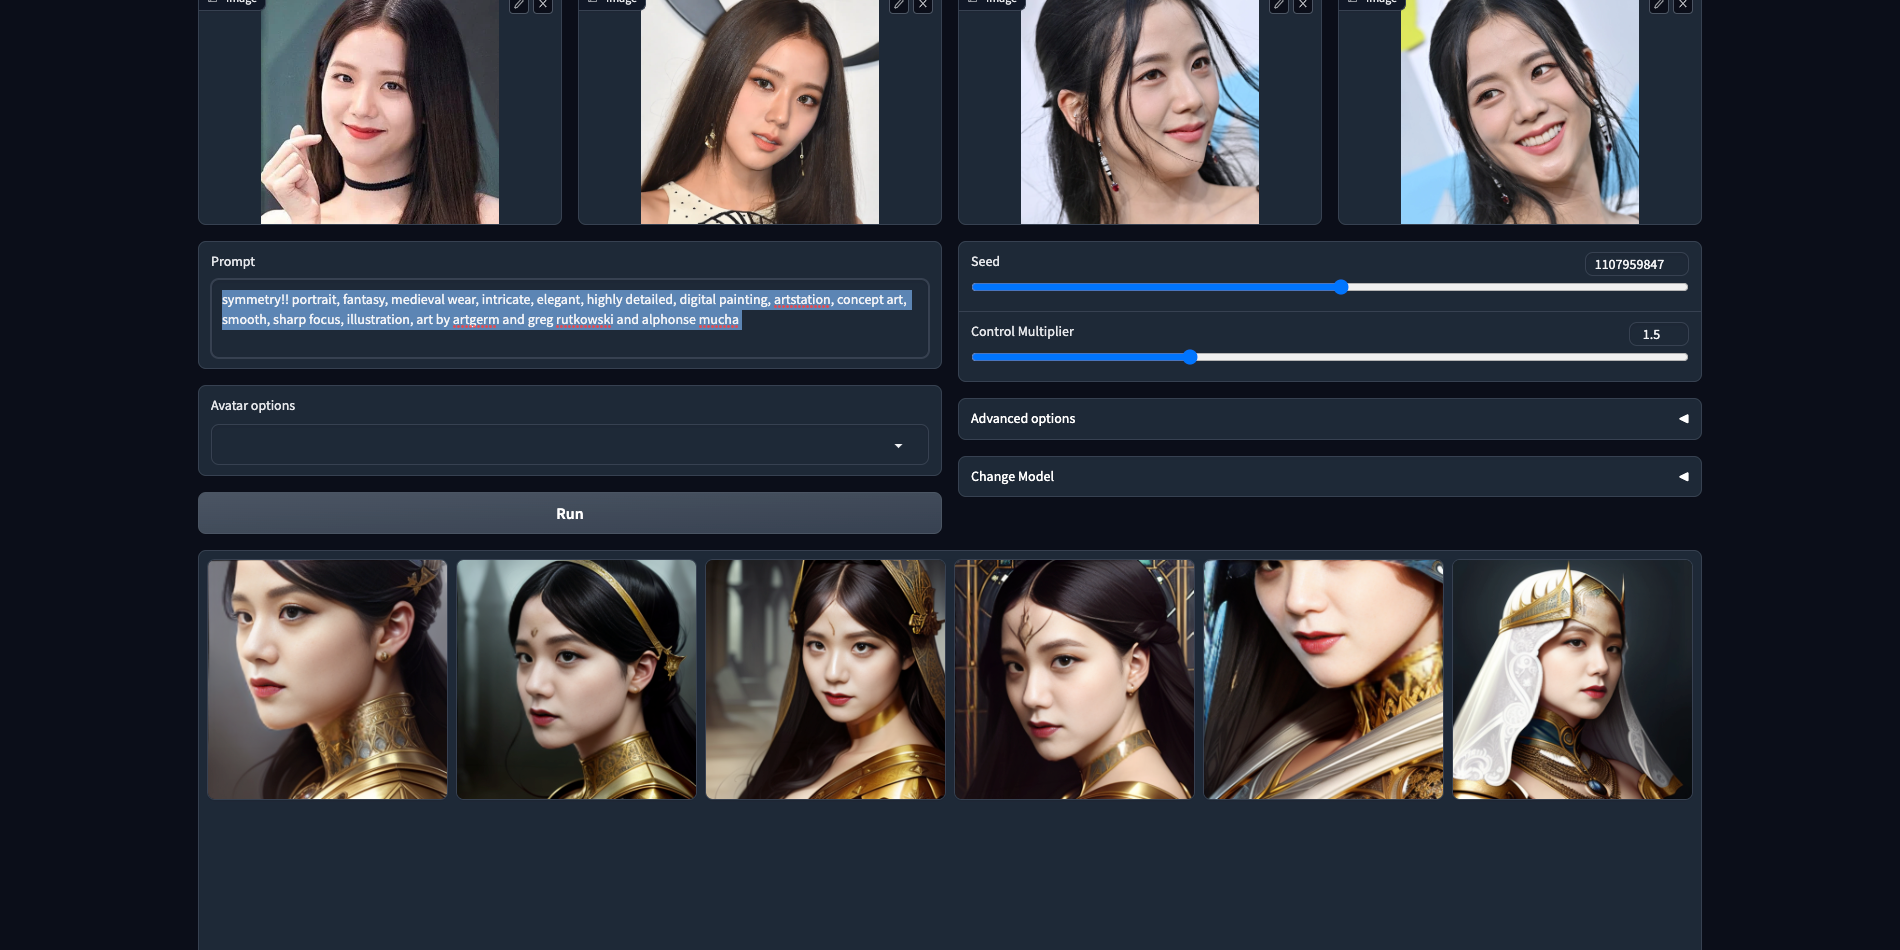 Image
Image
Image
Image
Prompt
symmetry!! portrait, fantasy, medieval wear, intricate, elegant, highly detailed, digital painting, artstation, concept art,
smooth, sharp focus, illustration, art by artgerm and greg rutkowski and alphonse mucha
Avatar options
Run
Seed
1107959847
Control Multiplier
1.5
Advanced options
Change Model